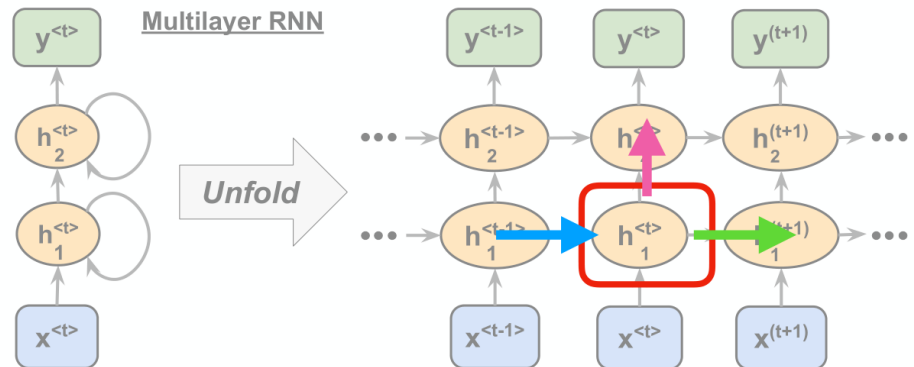 Multilayer RNN
y<t>
h<t>2
h<t>1
x<t>
Unfold
y<t-1> y<t> y(t+1)
••• h<t-1>2 h(t+1)2 •••
••• h<t-1>1 h<t>1 •••
x<t-1> x<t> x(t+1)